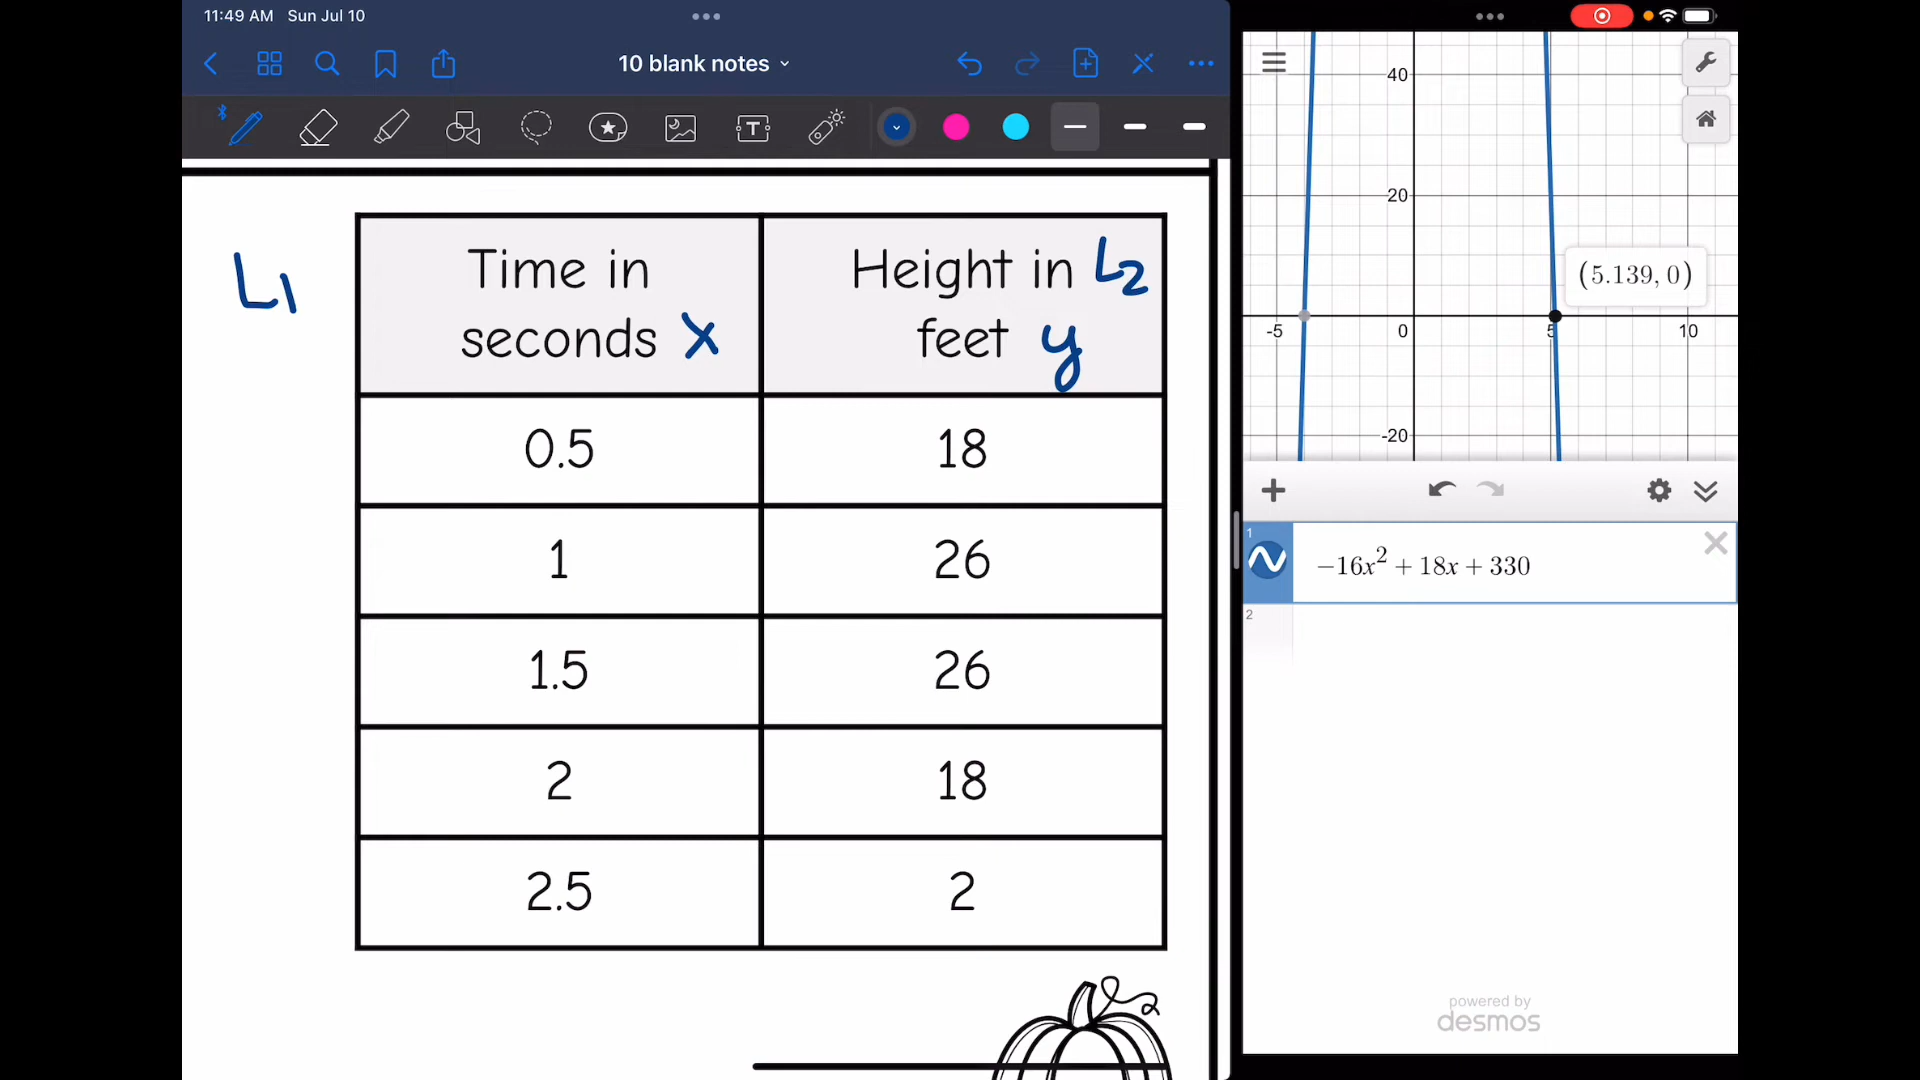 11:49 AM Sun Jul 10
10 blank notes
T
L1
Time in
seconds x
Height in L2
feet y
0.5 18
1 26
1.5 26
2 18
2.5 2
40
20
(5.139, 0)
-5 0 5 10
-20
1
−16x² + 18x + 330
2
powered by
desmos